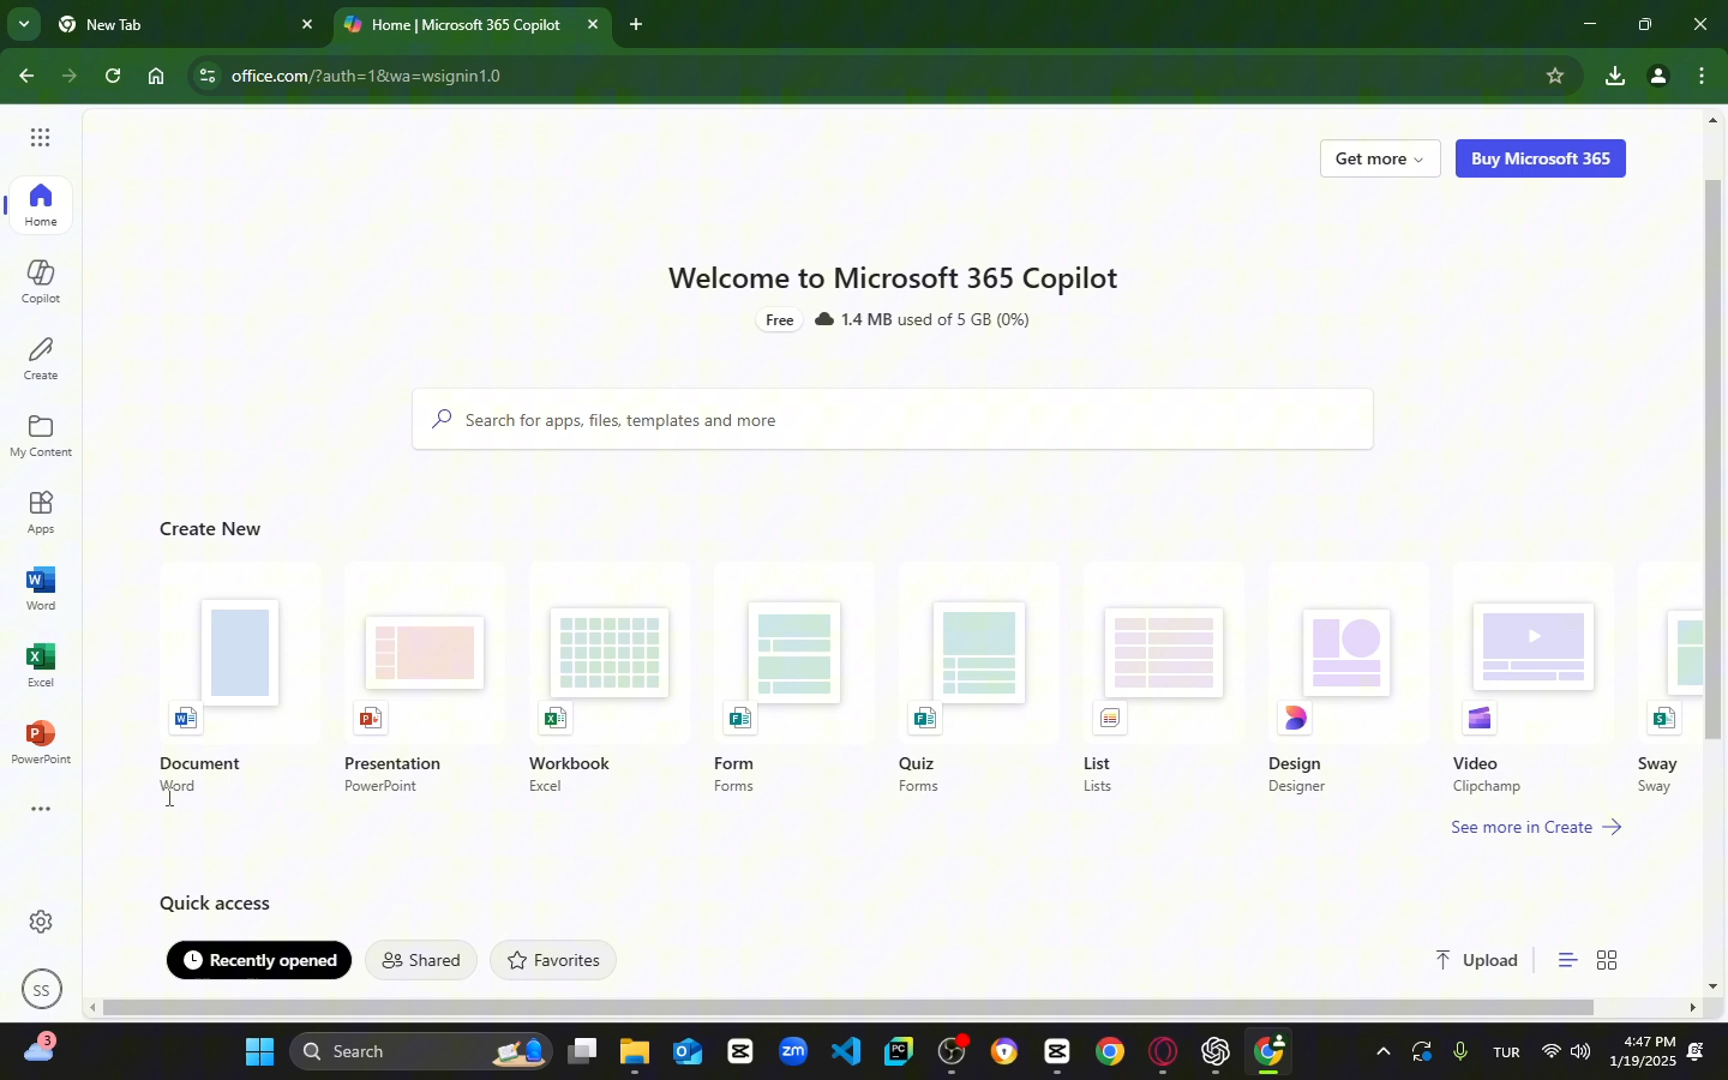 New Tab
Home | Microsoft 365 Copilot
office.com/?auth=1&wa=wsignin1.0
Get more
Buy Microsoft 365
Home
Copilot
Create
My Content
Apps
Word
Excel
PowerPoint
SS
Welcome to Microsoft 365 Copilot
Free 1.4 MB used of 5 GB (0%)
Search for apps, files, templates and more
Create New
Document
Word
Presentation
PowerPoint
Workbook
Excel
Form
Forms
Quiz
Forms
List
Lists
Design
Designer
Video
Clipchamp
Sway
Sway
See more in Create
Quick access
Recently opened
Shared
Favorites
Upload
3
Search
zm
PC
TUR
4:47 PM
1/19/2025